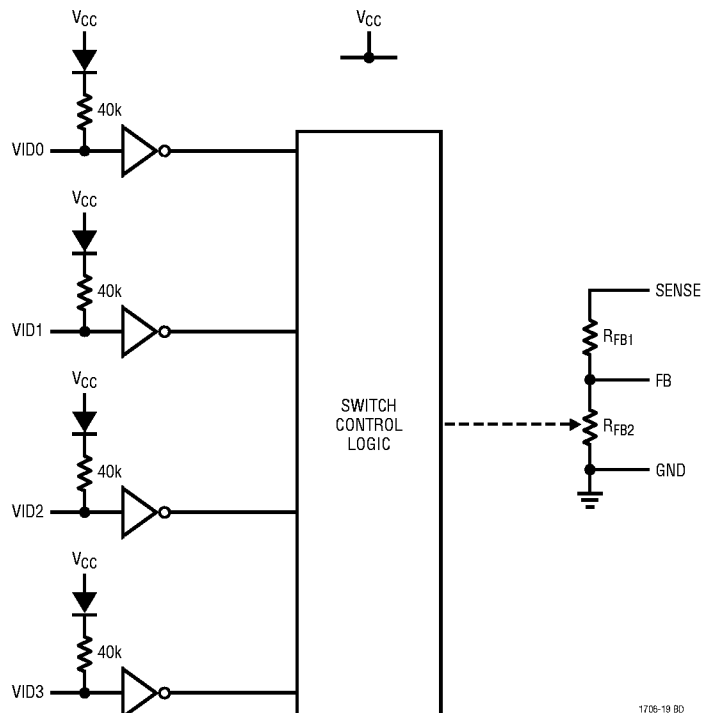 VCC
VCC
40k
VID0
VCC
40k
VID1
SENSE
RFB1
FB
VCC
SWITCH
CONTROL
LOGIC
RFB2
40k
GND
VID2
VCC
40k
VID3
1706-19 BD